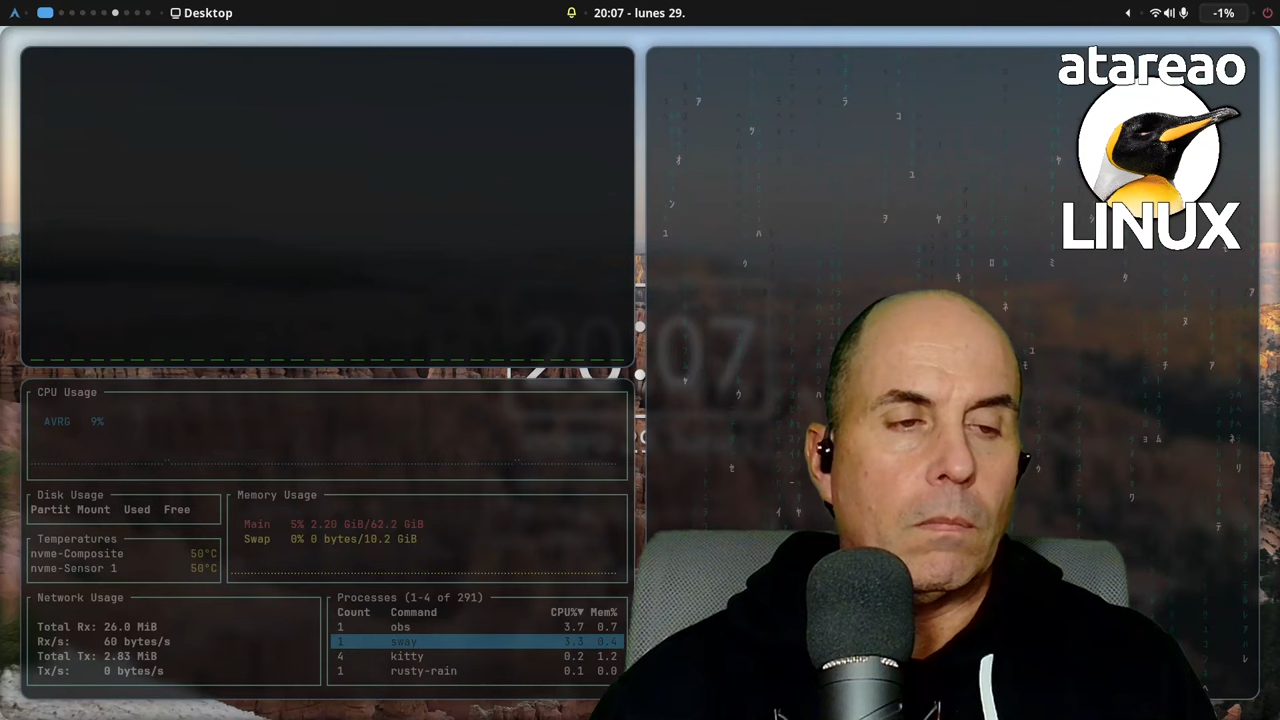 Desktop
20:07 - lunes 29.
-1%
atareao
LINUX
20:07
CPU Usage
AVRG 9%
Disk Usage
Partit Mount Used Free
Memory Usage
Main 5% 2.20 GiB/62.2 GiB
Swap 0% 0 bytes/10.2 GiB
Temperatures
nvme-Composite 50°C
nvme-Sensor 1 50°C
Network Usage
Total Rx: 26.0 MiB
Rx/s: 60 bytes/s
Total Tx: 2.83 MiB
Tx/s: 0 bytes/s
Processes (1-4 of 291)
Count Command CPU%▼ Mem%
1 obs 3.7 0.7
1 sway 3.3 0.4
4 kitty 0.2 1.2
1 rusty-rain 0.1 0.0